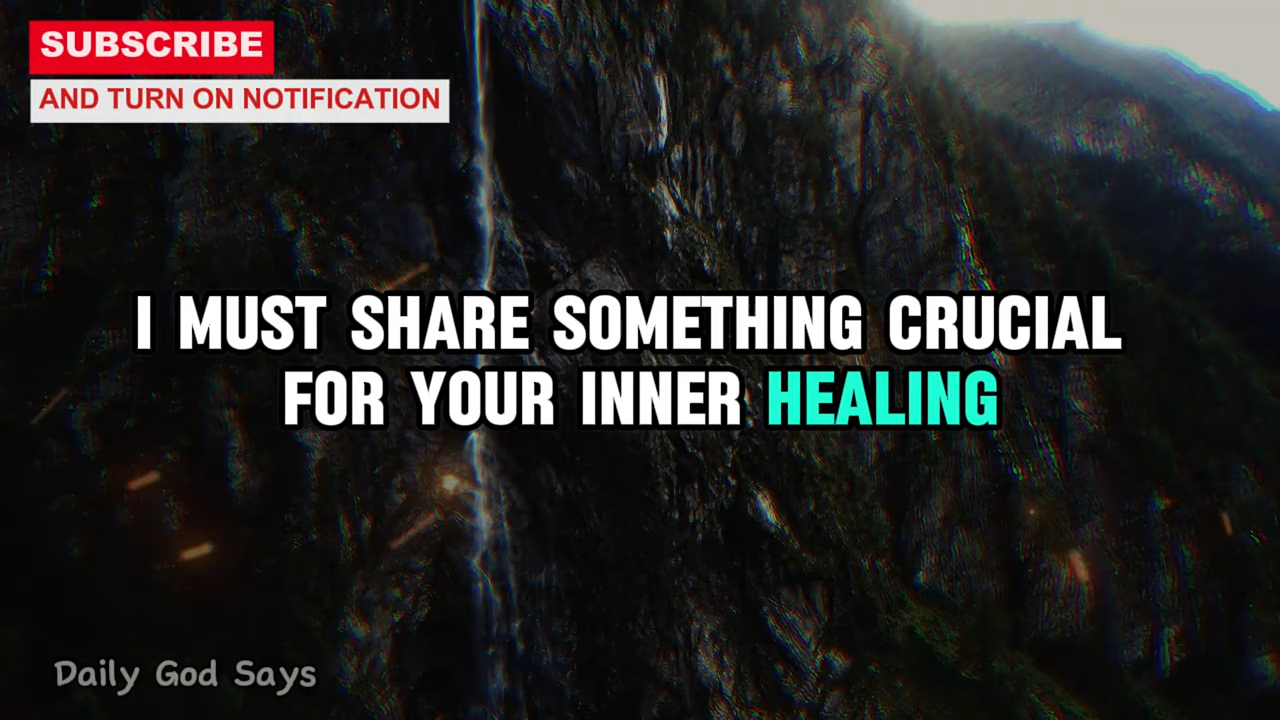 SUBSCRIBE
AND TURN ON NOTIFICATION
I MUST SHARE SOMETHING CRUCIAL
FOR YOUR INNER HEALING
Daily God Says